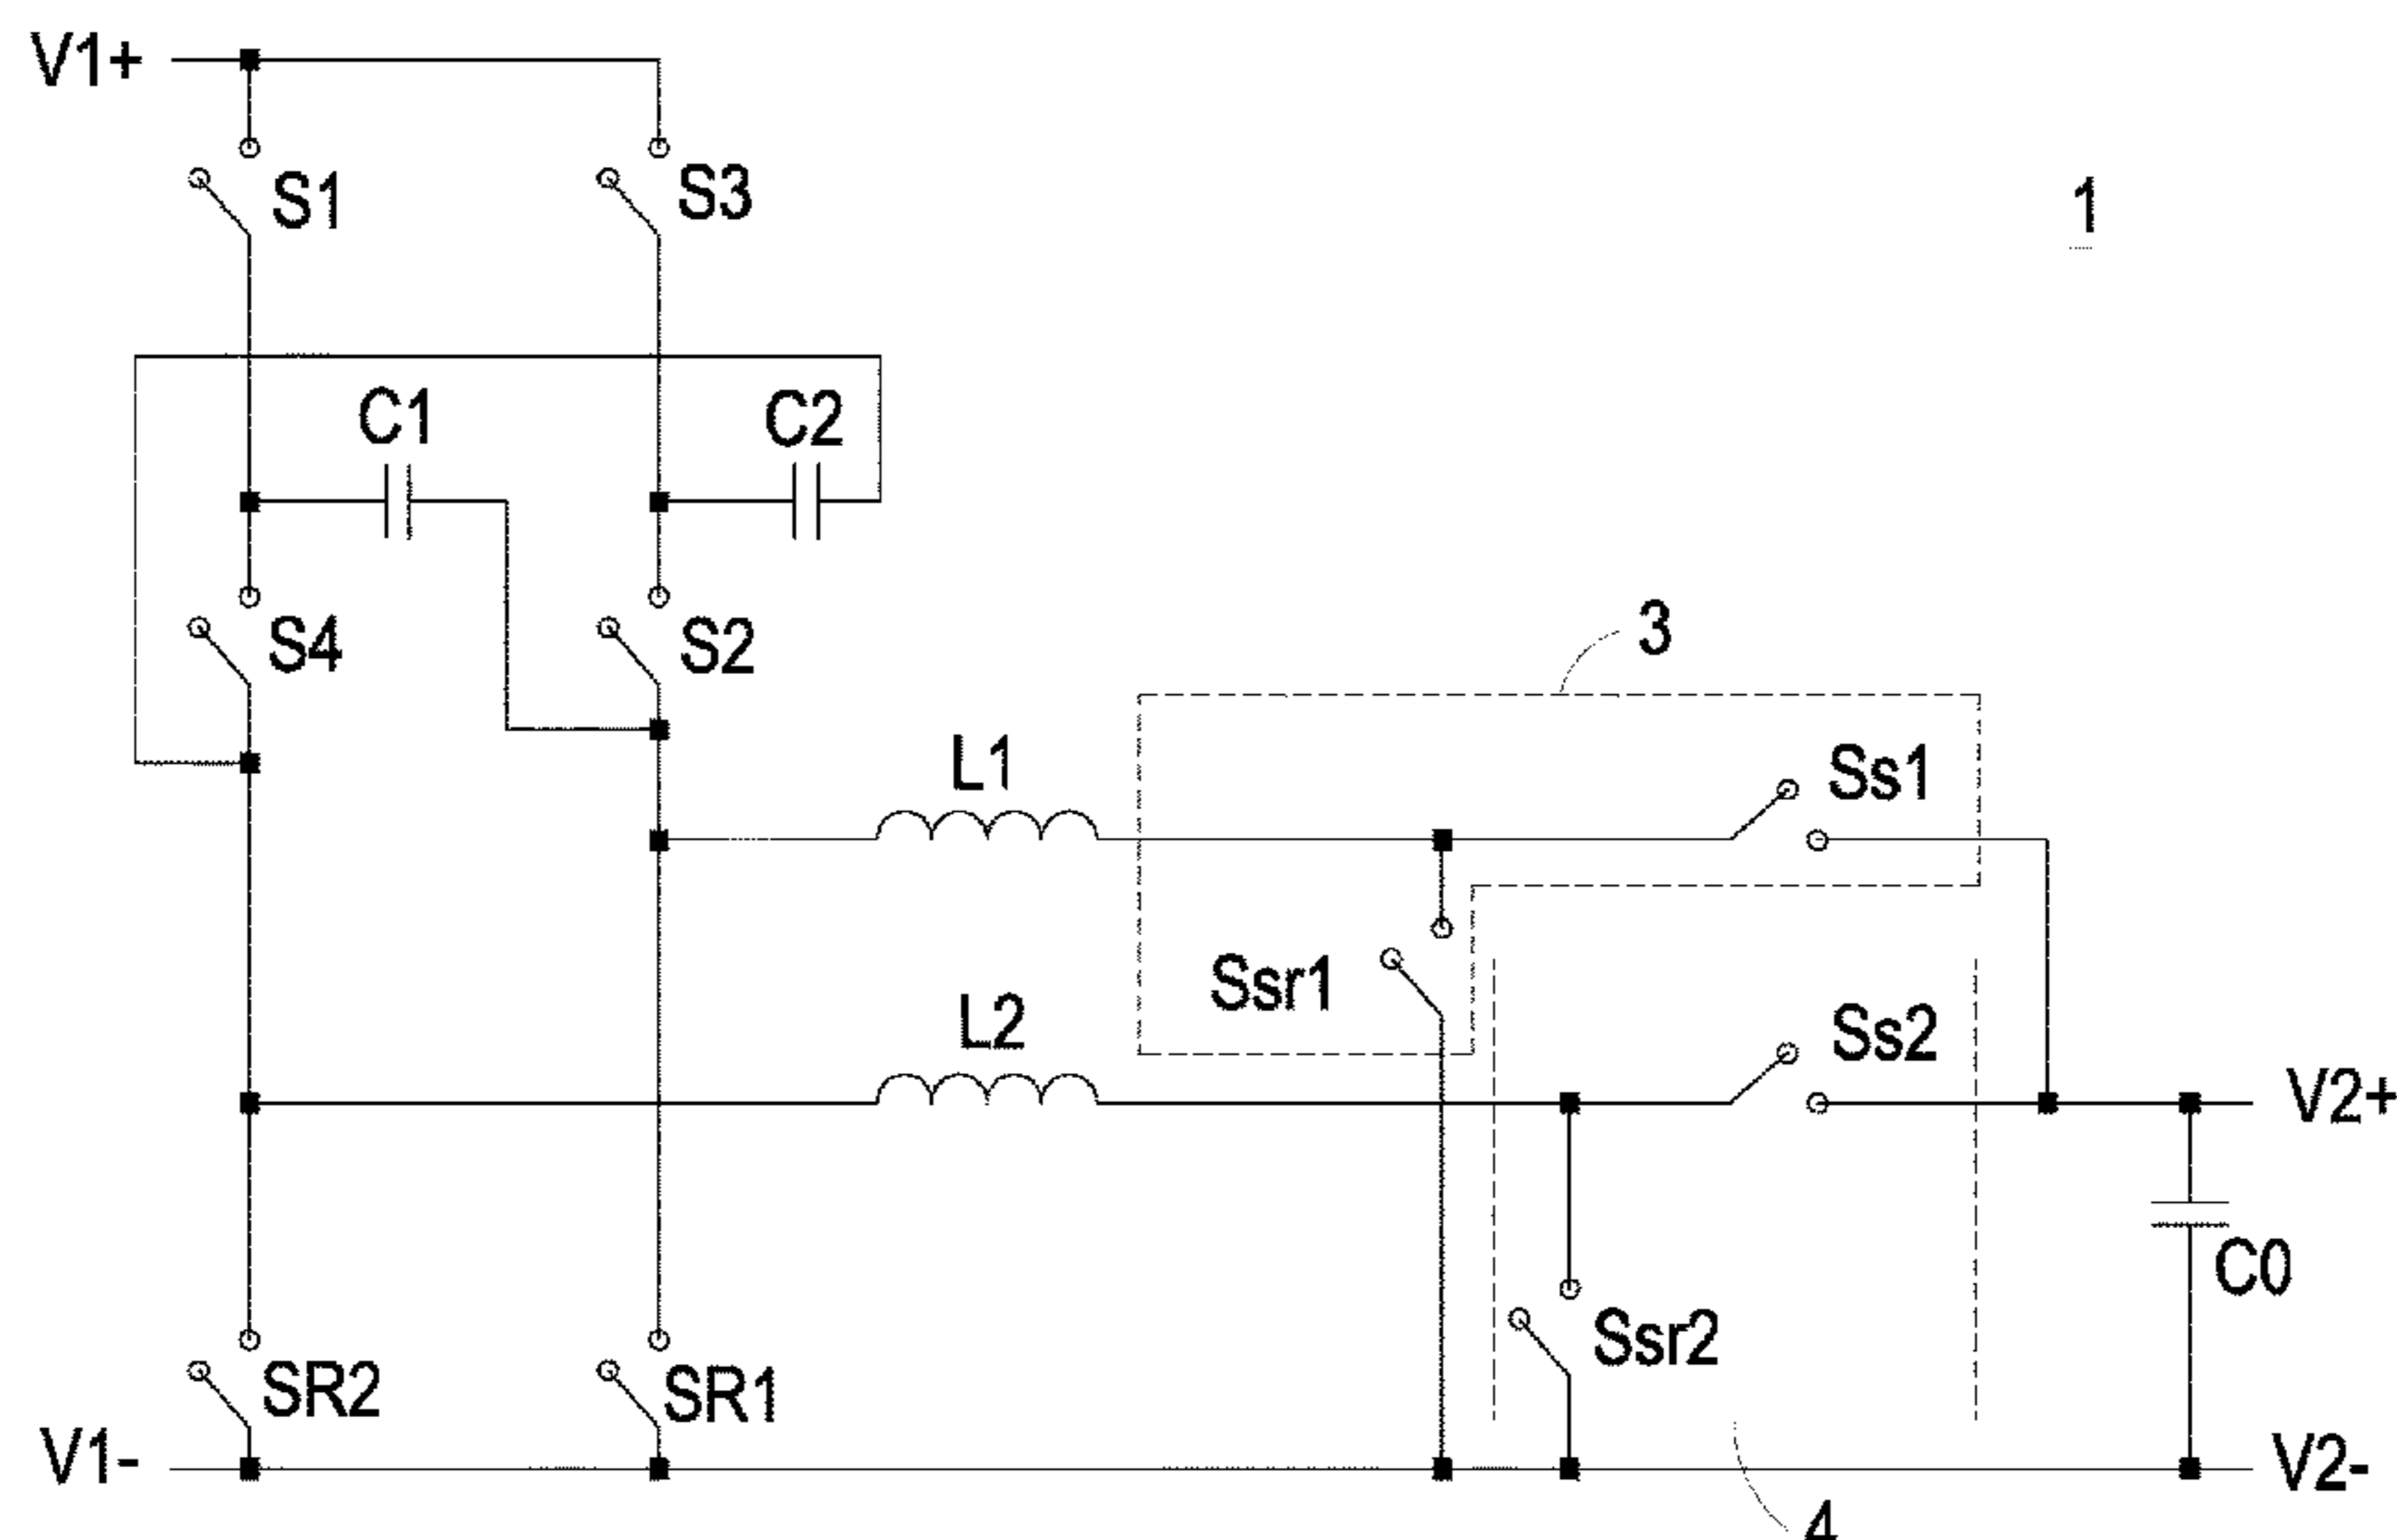 V1+
S1
S3
1
C1
C2
S4
S2
3
L1
Ss1
Ssr1
L2
Ss2
V2+
C0
Ssr2
SR2
SR1
V1-
V2-
4